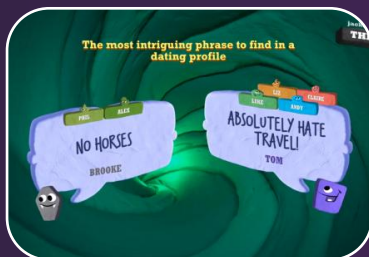 The most intriguing phrase to find in a
dating profile
PHIL
ALEX
NO HORSES
BROOKE
LIZ
CLAIRE
LUKE
ANDY
ABSOLUTELY HATE
TRAVEL!
TOM